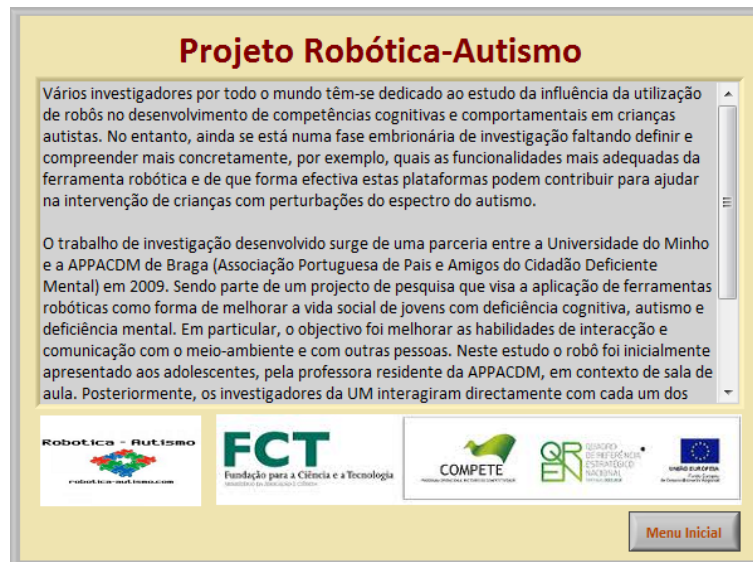 Projeto Robótica-Autismo
Vários investigadores por todo o mundo têm-se dedicado ao estudo da influência da utilização
de robôs no desenvolvimento de competências cognitivas e comportamentais em crianças
autistas. No entanto, ainda se está numa fase embrionária de investigação faltando definir e
compreender mais concretamente, por exemplo, quais as funcionalidades mais adequadas da
ferramenta robótica e de que forma efectiva estas plataformas podem contribuir para ajudar
na intervenção de crianças com perturbações do espectro do autismo.
O trabalho de investigação desenvolvido surge de uma parceria entre a Universidade do Minho
e a APPACDM de Braga (Associação Portuguesa de Pais e Amigos do Cidadão Deficiente
Mental) em 2009. Sendo parte de um projecto de pesquisa que visa a aplicação de ferramentas
robóticas como forma de melhorar a vida social de jovens com deficiência cognitiva, autismo e
deficiência mental. Em particular, o objectivo foi melhorar as habilidades de interacção e
comunicação com o meio-ambiente e com outras pessoas. Neste estudo o robô foi inicialmente
apresentado aos adolescentes, pela professora residente da APPACDM, em contexto de sala de
aula. Posteriormente, os investigadores da UM interagiram directamente com cada um dos
Robotica - Autismo
robotica-autismo.com
FCT
Fundação para a Ciência e a Tecnologia
COMPETE
QREN
QUADRO
DE REFERÊNCIA
ESTRATÉGICO
NACIONAL
UNIÃO EUROPEIA
Menu Inicial